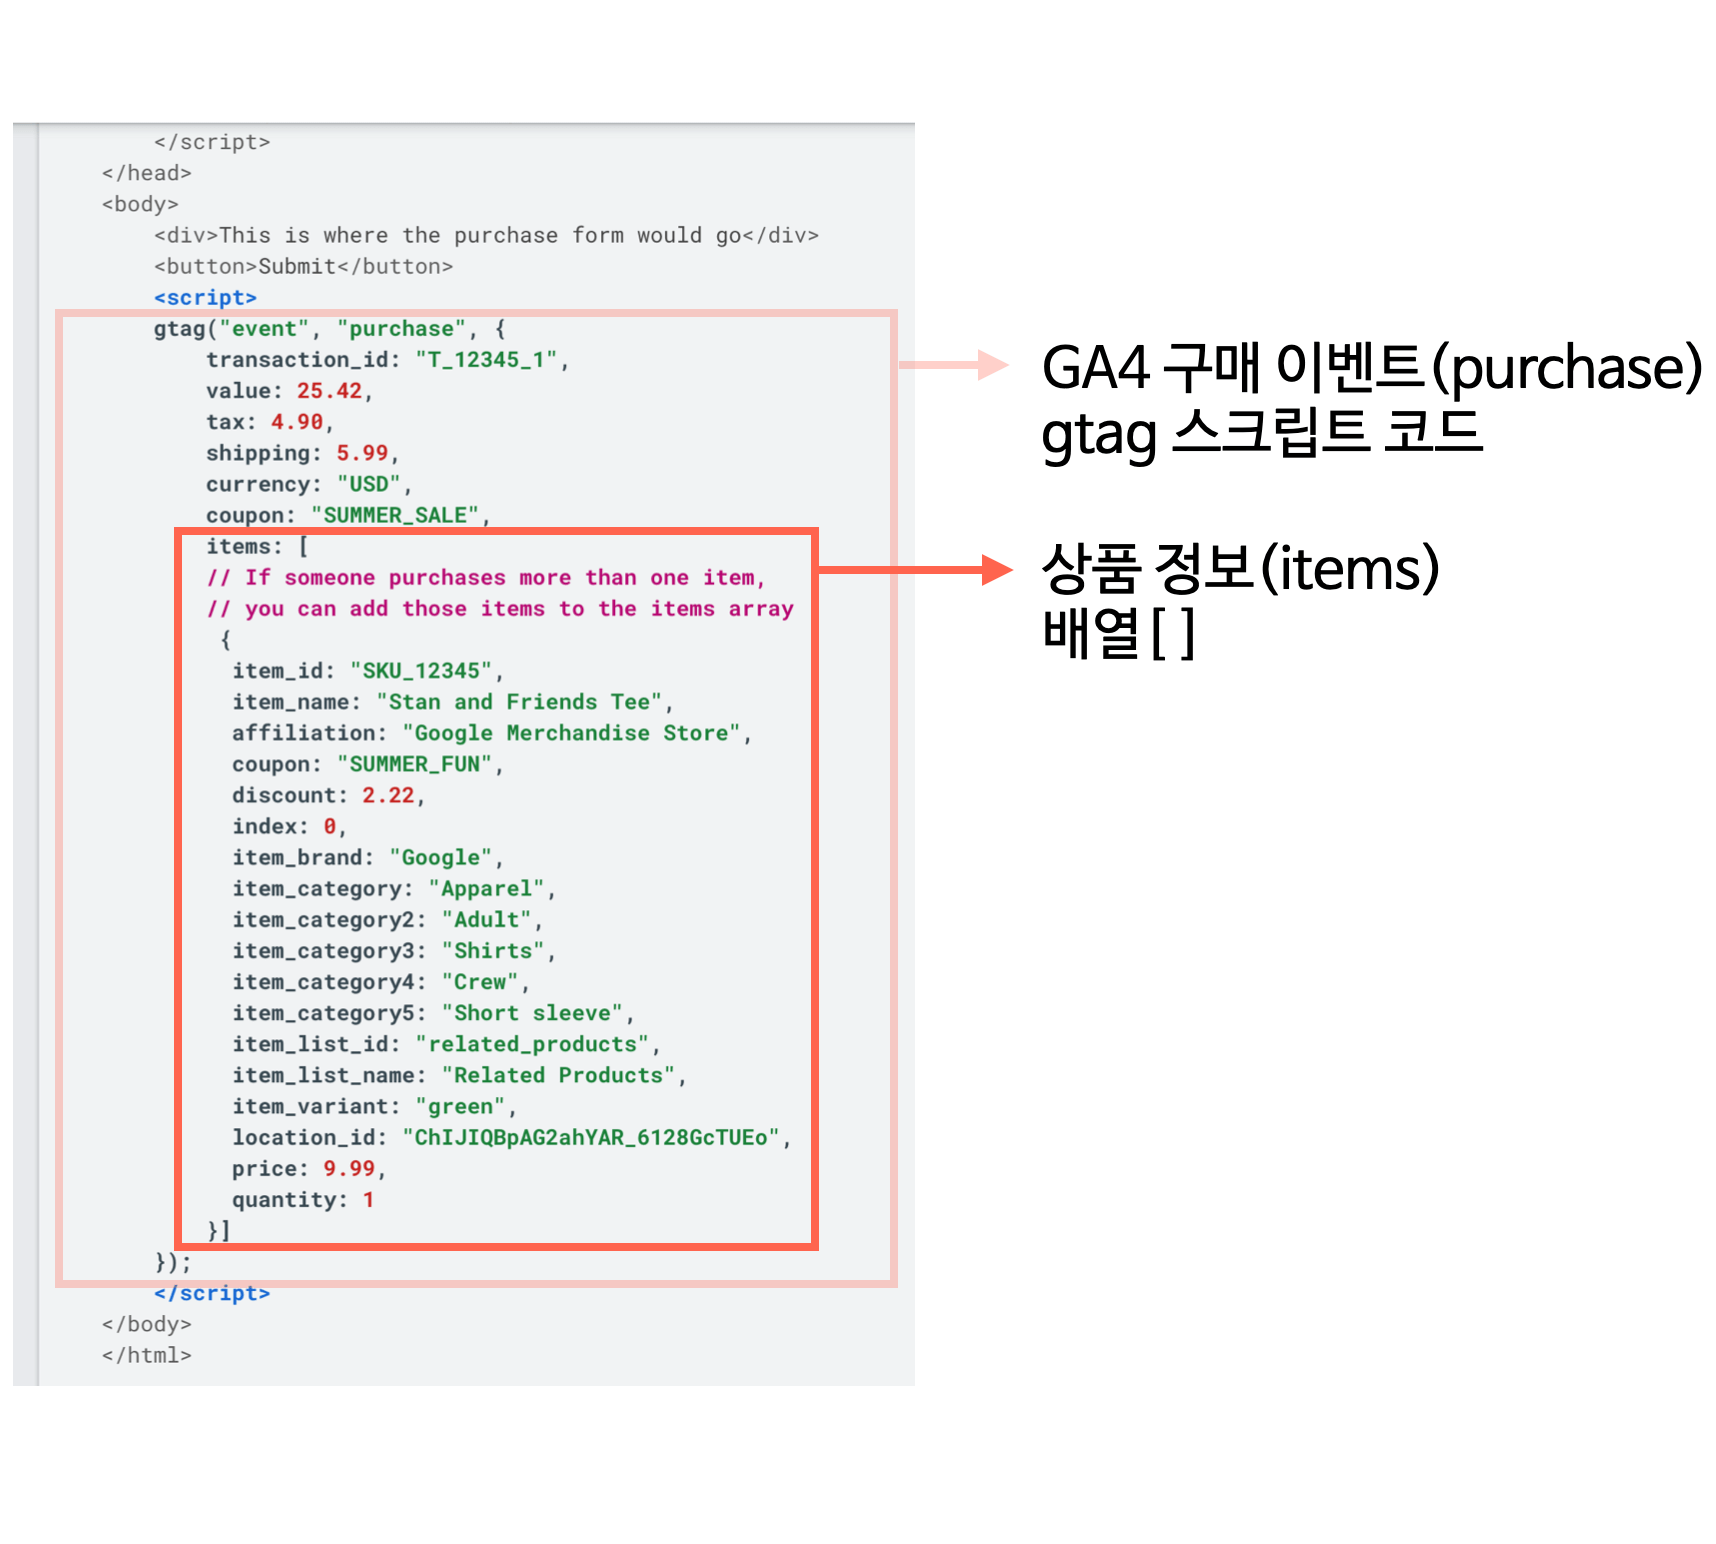 </script>
</head>
<body>
<div>This is where the purchase form would go</div>
<button>Submit</button>
<script>
gtag("event", "purchase", {
transaction_id: "T_12345_1",
value: 25.42,
tax: 4.90,
shipping: 5.99,
currency: "USD",
coupon: "SUMMER_SALE",
items: [
// If someone purchases more than one item,
// you can add those items to the items array
{
item_id: "SKU_12345",
item_name: "Stan and Friends Tee",
affiliation: "Google Merchandise Store",
coupon: "SUMMER_FUN",
discount: 2.22,
index: 0,
item_brand: "Google",
item_category: "Apparel",
item_category2: "Adult",
item_category3: "Shirts",
item_category4: "Crew",
item_category5: "Short sleeve",
item_list_id: "related_products",
item_list_name: "Related Products",
item_variant: "green",
location_id: "ChIJIQBpAG2ahYAR_6128GcTUEo",
price: 9.99,
quantity: 1
}]
});
</script>
</body>
</html>
GA4 구매 이벤트(purchase)
gtag 스크립트 코드
상품 정보(items)
배열[ ]